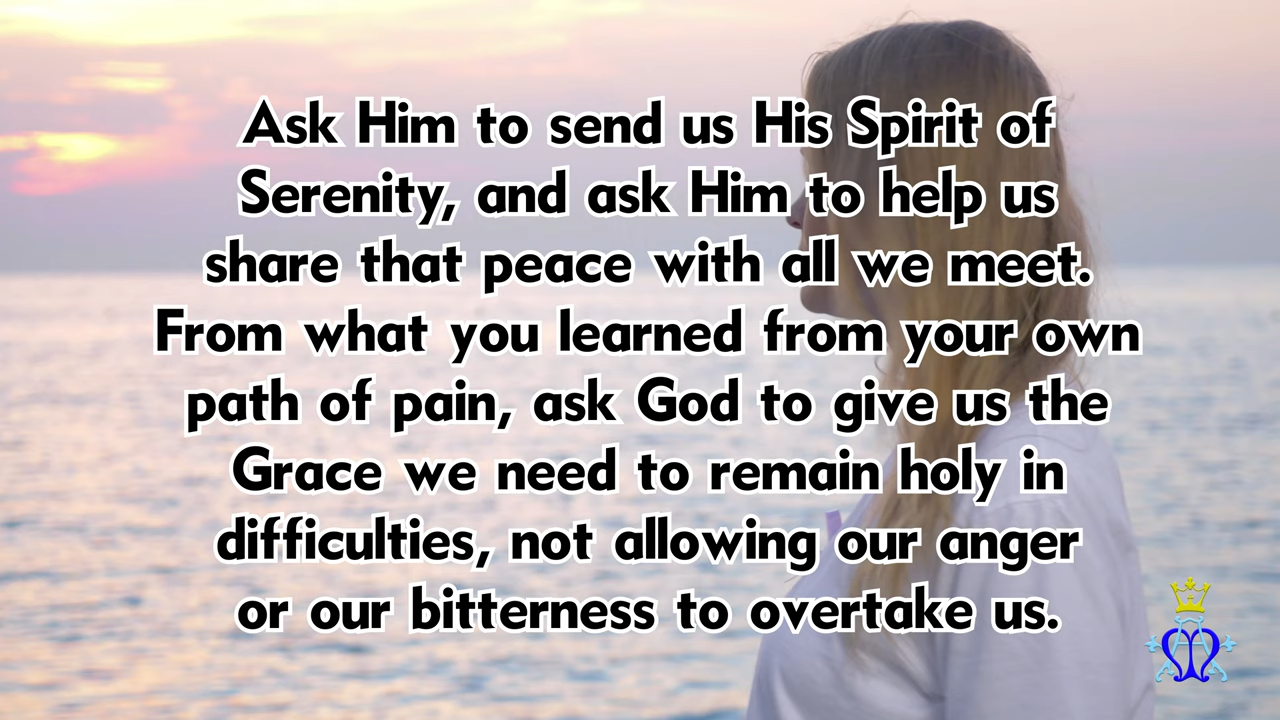 Ask Him to send us His Spirit of
Serenity, and ask Him to help us
share that peace with all we meet.
From what you learned from your own
path of pain, ask God to give us the
Grace we need to remain holy in
difficulties, not allowing our anger
or our bitterness to overtake us.